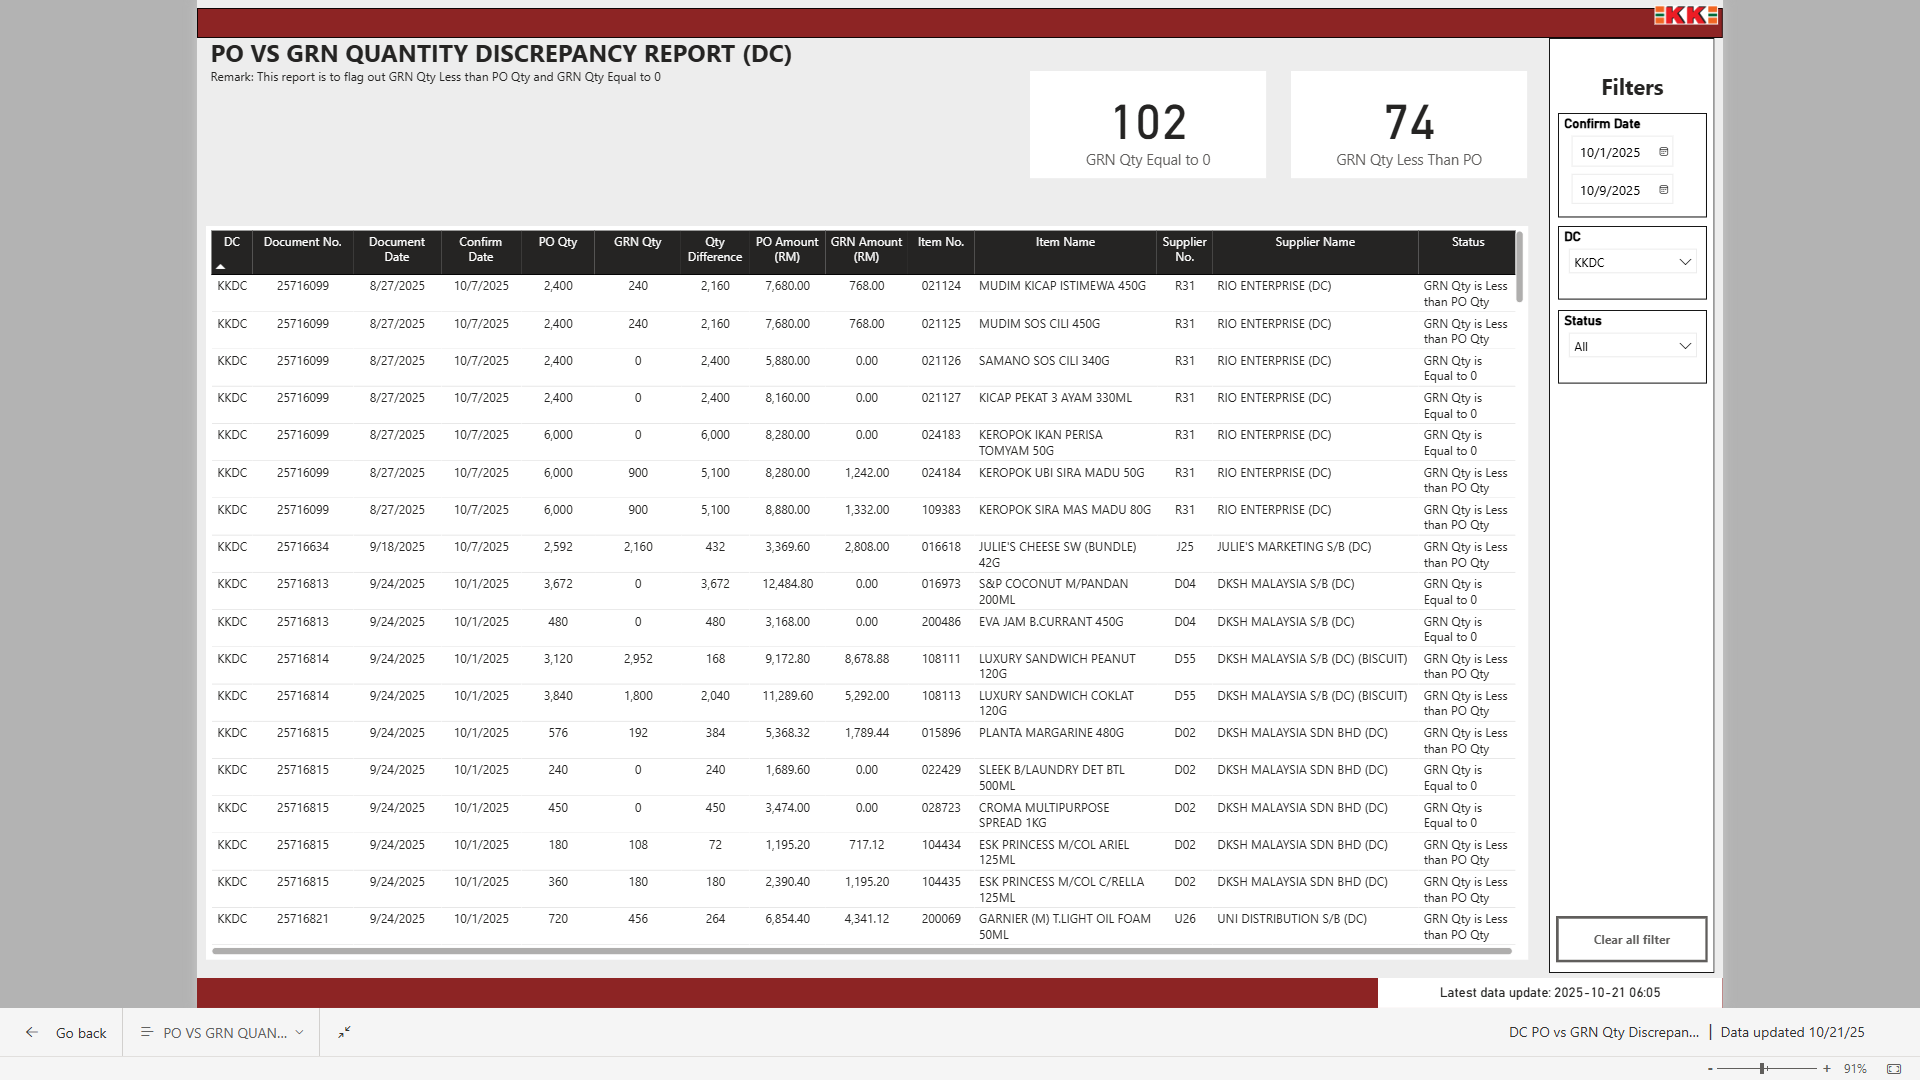 KK
PO VS GRN QUANTITY DISCREPANCY REPORT (DC)
Remark: This report is to flag out GRN Qty Less than PO Qty and GRN Qty Equal to 0
102
GRN Qty Equal to 0
74
GRN Qty Less Than PO
Filters
Confirm Date
10/1/2025
10/9/2025
DC
KKDC
Status
All
Clear all filter
DC Document No. Document Date Confirm Date PO Qty GRN Qty Qty Difference PO Amount (RM) GRN Amount (RM) Item No. Item Name Supplier No. Supplier Name Status
KKDC 25716099 8/27/2025 10/7/2025 2,400 240 2,160 7,680.00 768.00 021124 MUDIM KICAP ISTIMEWA 450G R31 RIO ENTERPRISE (DC) GRN Qty is Less than PO Qty
KKDC 25716099 8/27/2025 10/7/2025 2,400 240 2,160 7,680.00 768.00 021125 MUDIM SOS CILI 450G R31 RIO ENTERPRISE (DC) GRN Qty is Less than PO Qty
KKDC 25716099 8/27/2025 10/7/2025 2,400 0 2,400 5,880.00 0.00 021126 SAMANO SOS CILI 340G R31 RIO ENTERPRISE (DC) GRN Qty is Equal to 0
KKDC 25716099 8/27/2025 10/7/2025 2,400 0 2,400 8,160.00 0.00 021127 KICAP PEKAT 3 AYAM 330ML R31 RIO ENTERPRISE (DC) GRN Qty is Equal to 0
KKDC 25716099 8/27/2025 10/7/2025 6,000 0 6,000 8,280.00 0.00 024183 KEROPOK IKAN PERISA TOMYAM 50G R31 RIO ENTERPRISE (DC) GRN Qty is Equal to 0
KKDC 25716099 8/27/2025 10/7/2025 6,000 900 5,100 8,280.00 1,242.00 024184 KEROPOK UBI SIRA MADU 50G R31 RIO ENTERPRISE (DC) GRN Qty is Less than PO Qty
KKDC 25716099 8/27/2025 10/7/2025 6,000 900 5,100 8,880.00 1,332.00 109383 KEROPOK SIRA MAS MADU 80G R31 RIO ENTERPRISE (DC) GRN Qty is Less than PO Qty
KKDC 25716634 9/18/2025 10/7/2025 2,592 2,160 432 3,369.60 2,808.00 016618 JULIE'S CHEESE SW (BUNDLE) 42G J25 JULIE'S MARKETING S/B (DC) GRN Qty is Less than PO Qty
KKDC 25716813 9/24/2025 10/1/2025 3,672 0 3,672 12,484.80 0.00 016973 S&P COCONUT M/PANDAN 200ML D04 DKSH MALAYSIA S/B (DC) GRN Qty is Equal to 0
KKDC 25716813 9/24/2025 10/1/2025 480 0 480 3,168.00 0.00 200486 EVA JAM B.CURRANT 450G D04 DKSH MALAYSIA S/B (DC) GRN Qty is Equal to 0
KKDC 25716814 9/24/2025 10/1/2025 3,120 2,952 168 9,172.80 8,678.88 108111 LUXURY SANDWICH PEANUT 120G D55 DKSH MALAYSIA S/B (DC) (BISCUIT) GRN Qty is Less than PO Qty
KKDC 25716814 9/24/2025 10/1/2025 3,840 1,800 2,040 11,289.60 5,292.00 108113 LUXURY SANDWICH COKLAT 120G D55 DKSH MALAYSIA S/B (DC) (BISCUIT) GRN Qty is Less than PO Qty
KKDC 25716815 9/24/2025 10/1/2025 576 192 384 5,368.32 1,789.44 015896 PLANTA MARGARINE 480G D02 DKSH MALAYSIA SDN BHD (DC) GRN Qty is Less than PO Qty
KKDC 25716815 9/24/2025 10/1/2025 240 0 240 1,689.60 0.00 022429 SLEEK B/LAUNDRY DET BTL 500ML D02 DKSH MALAYSIA SDN BHD (DC) GRN Qty is Equal to 0
KKDC 25716815 9/24/2025 10/1/2025 450 0 450 3,474.00 0.00 028723 CROMA MULTIPURPOSE SPREAD 1KG D02 DKSH MALAYSIA SDN BHD (DC) GRN Qty is Equal to 0
KKDC 25716815 9/24/2025 10/1/2025 180 108 72 1,195.20 717.12 104434 ESK PRINCESS M/COL ARIEL 125ML D02 DKSH MALAYSIA SDN BHD (DC) GRN Qty is Less than PO Qty
KKDC 25716815 9/24/2025 10/1/2025 360 180 180 2,390.40 1,195.20 104435 ESK PRINCESS M/COL C/RELLA 125ML D02 DKSH MALAYSIA SDN BHD (DC) GRN Qty is Less than PO Qty
KKDC 25716821 9/24/2025 10/1/2025 720 456 264 6,854.40 4,341.12 200069 GARNIER (M) T.LIGHT OIL FOAM 50ML U26 UNI DISTRIBUTION S/B (DC) GRN Qty is Less than PO Qty
Latest data update: 2025-10-21 06:05
Go back
PO VS GRN QUAN...
DC PO vs GRN Qty Discrepan... | Data updated 10/21/25
- + 91%